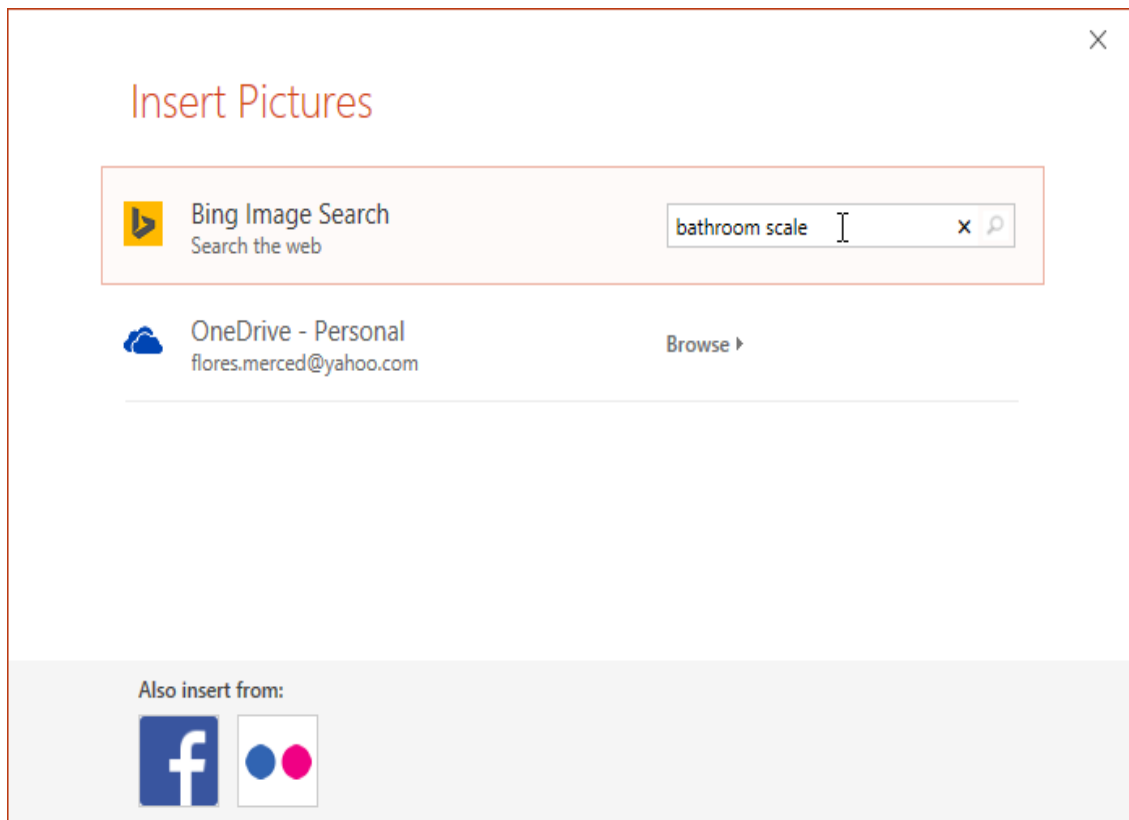 Insert Pictures
Bing Image Search
Search the web
bathroom scale
OneDrive - Personal
flores.merced@yahoo.com
Browse
Also insert from: